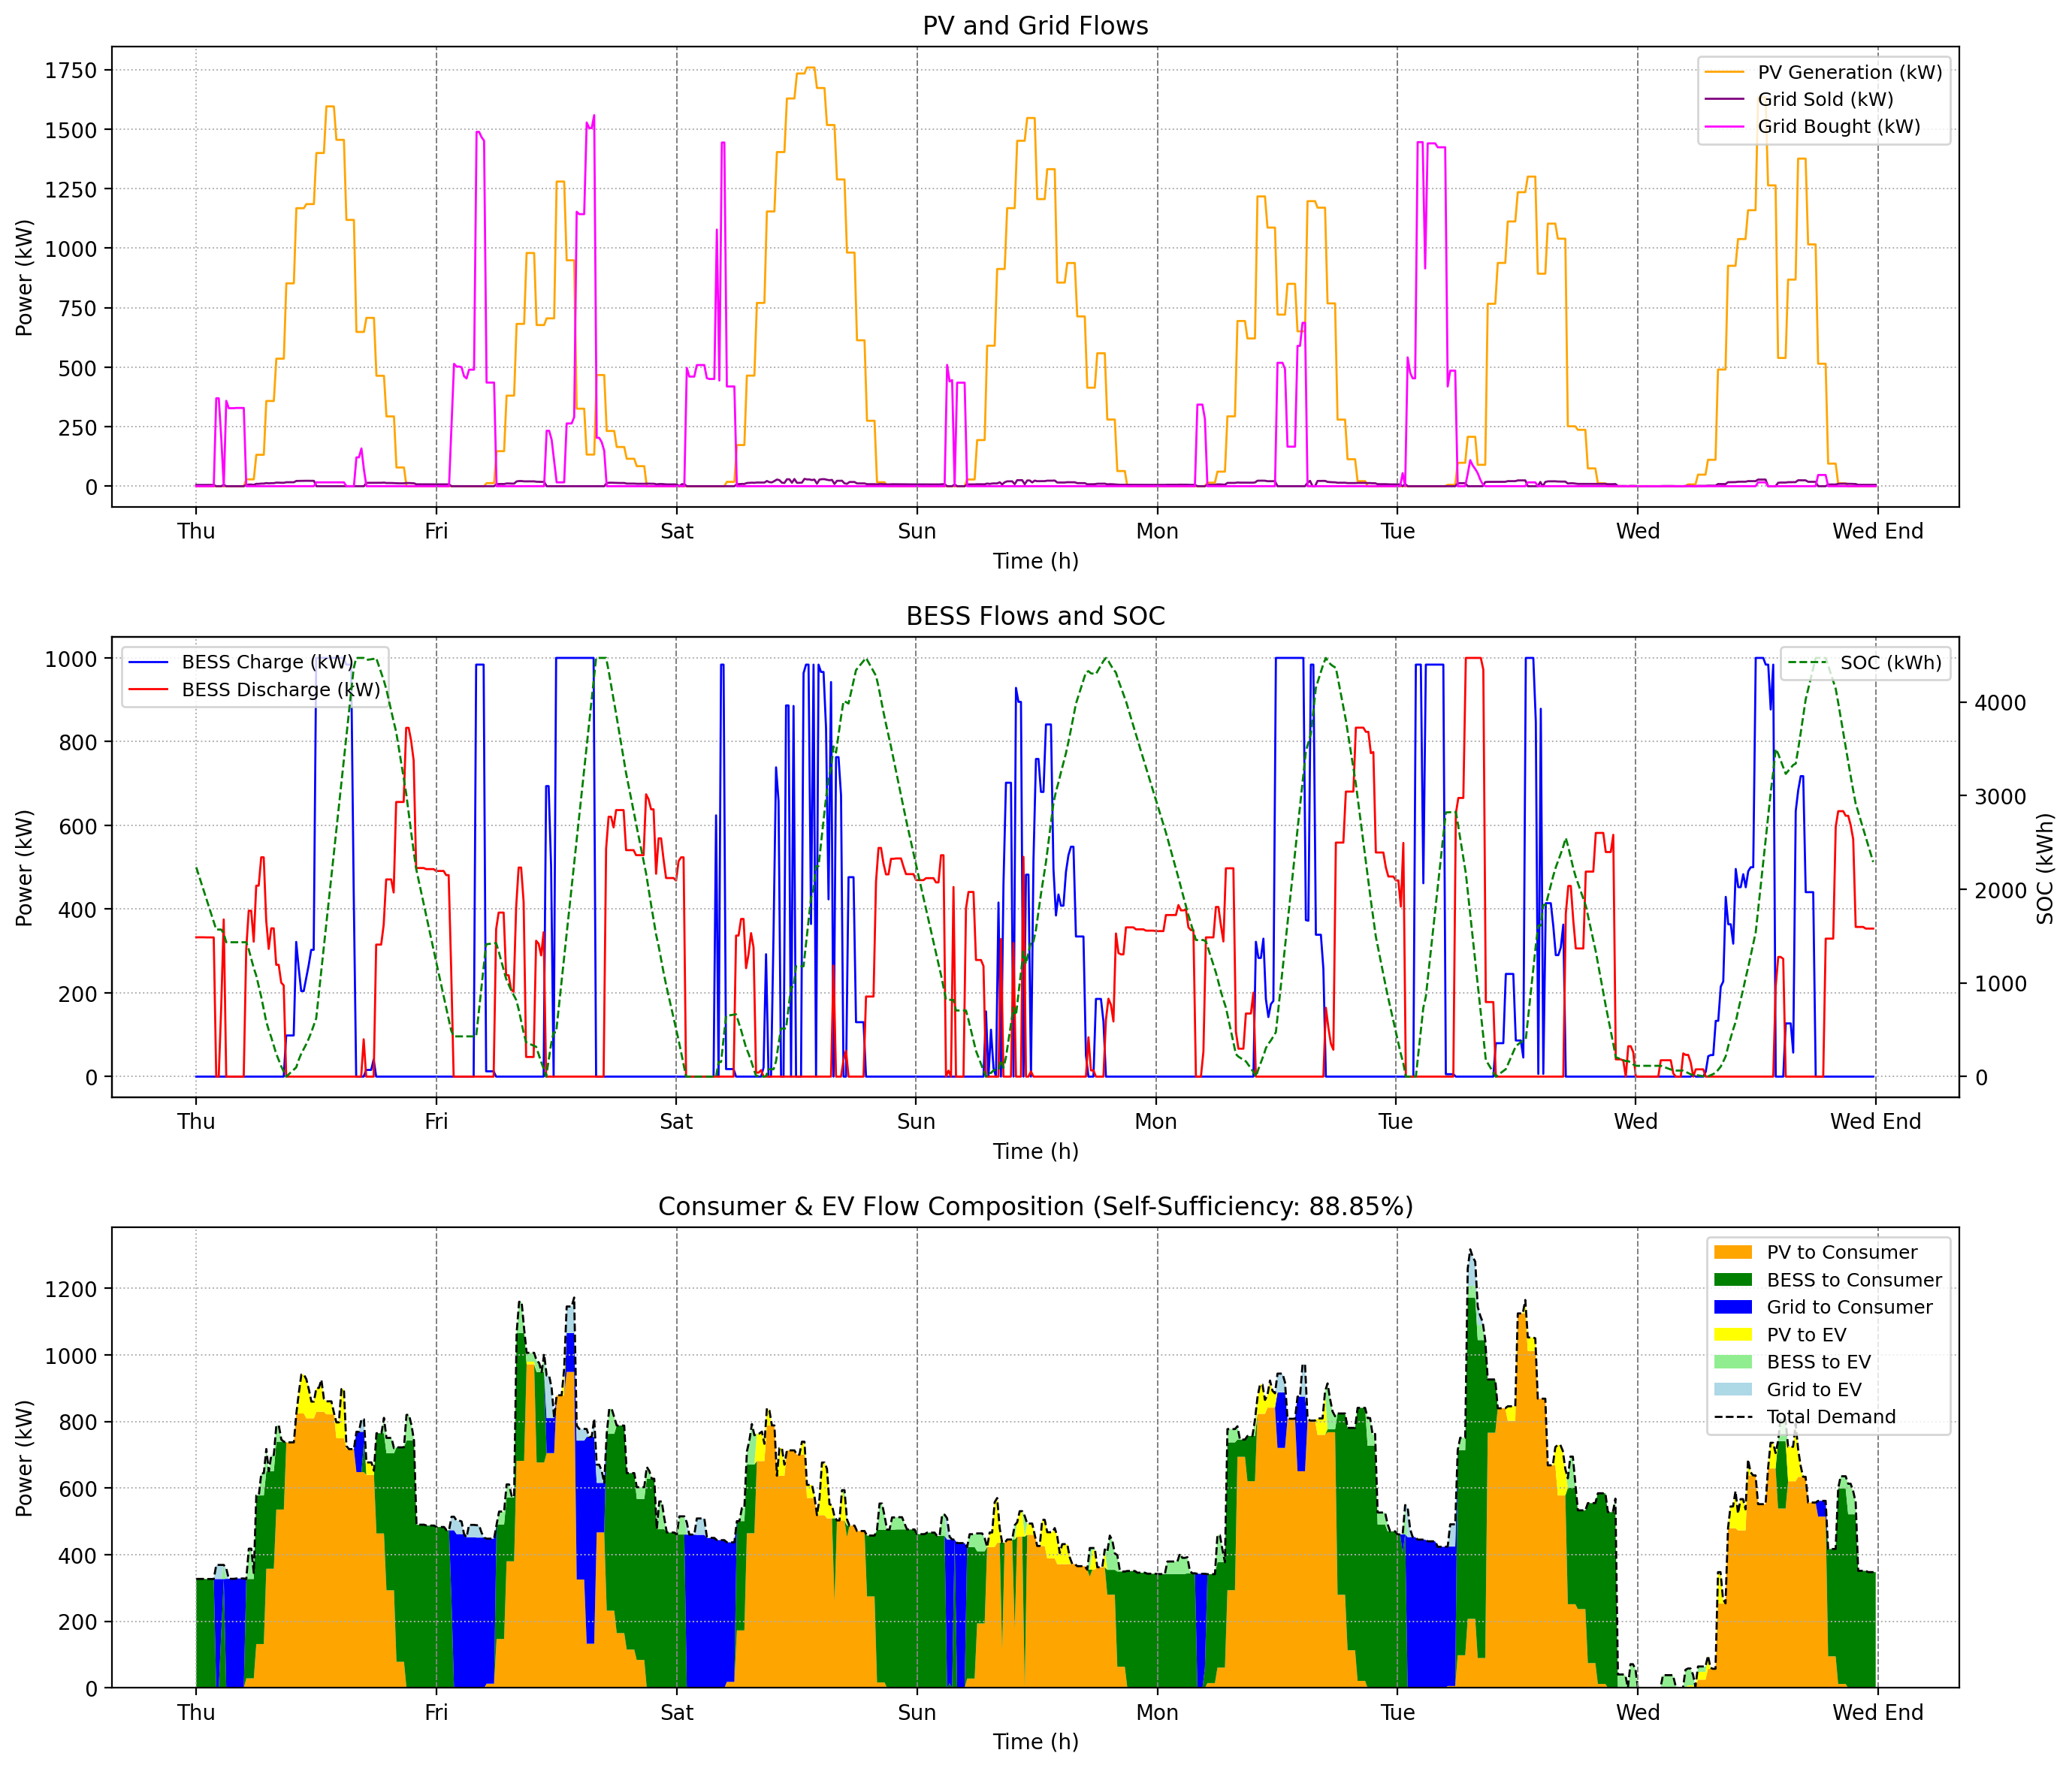 PV and Grid Flows
Power (kW)
1750
1500
1250
1000
750
500
250
0
PV Generation (kW)
Grid Sold (kW)
Grid Bought (kW)
Thu Fri Sat Sun Mon Tue Wed Wed End
Time (h)
BESS Flows and SOC
Power (kW)
1000
800
600
400
200
0
BESS Charge (kW)
BESS Discharge (kW)
SOC (kWh)
4000
3000
2000
1000
0
SOC (kWh)
Thu Fri Sat Sun Mon Tue Wed Wed End
Time (h)
Consumer & EV Flow Composition (Self-Sufficiency: 88.85%)
Power (kW)
1200
1000
800
600
400
200
0
PV to Consumer
BESS to Consumer
Grid to Consumer
PV to EV
BESS to EV
Grid to EV
Total Demand
Thu Fri Sat Sun Mon Tue Wed Wed End
Time (h)